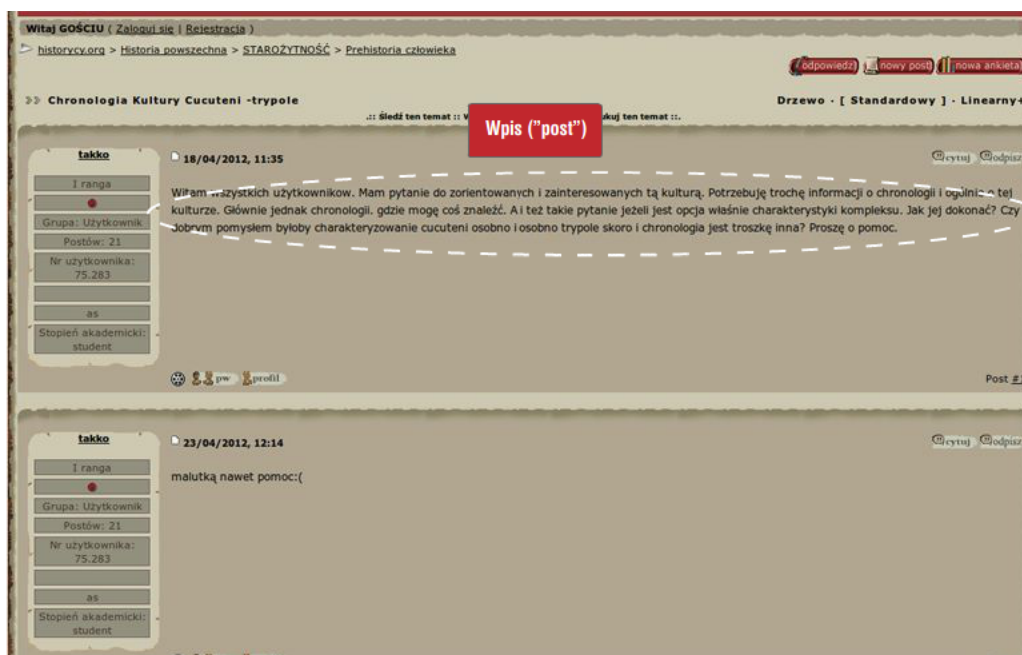 Witaj GOŚCIU ( Zaloguj się | Rejestracja )
historycy.org > Historia powszechna > STAROŻYTNOŚĆ > Prehistoria człowieka
odpowiedz nowy post nowa ankieta
Chronologia Kultury Cucuteni -trypole
Drzewo · [ Standardowy ] · Linearny+
.:: Śledź ten temat ::
ukuj ten temat ::.
Wpis ("post")
takko
18/04/2012, 11:35
cytuj odpisz
I ranga
Grupa: Użytkownik
Postów: 21
Nr użytkownika:
75.283
as
Stopień akademicki:
student
Witam wszystkich użytkownikow. Mam pytanie do zorientowanych i zainteresowanych tą kulturą. Potrzebuję trochę informacji o chronologii i ogólnie o tej
kulturze. Głównie jednak chronologii. gdzie mogę coś znaleźć. A i też takie pytanie jeżeli jest opcja właśnie charakterystyki kompleksu. Jak jej dokonać? Czy
dobrym pomysłem byłoby charakteryzowanie cucuteni osobno i osobno trypole skoro i chronologia jest troszkę inna? Proszę o pomoc.
pw profil
Post #
takko
23/04/2012, 12:14
cytuj odpisz
I ranga
Grupa: Użytkownik
Postów: 21
Nr użytkownika:
75.283
as
Stopień akademicki:
student
malutką nawet pomoc:(